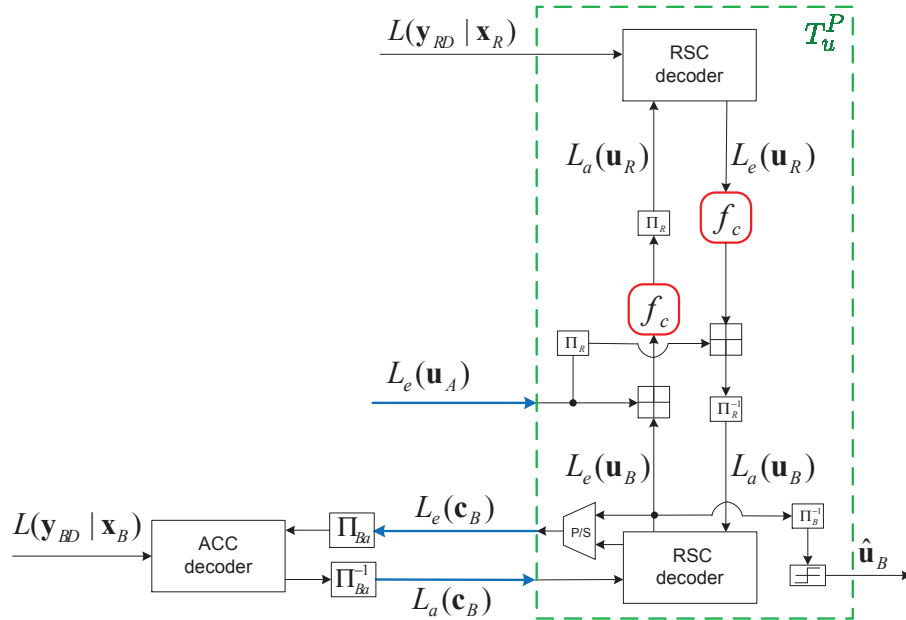 L(y_RD | x_R)
T_u^P
RSC
decoder
L_a(u_R)
L_e(u_R)
Π_R
f_c
f_c
Π_R
L_e(u_A)
Π_R^-1
L_e(u_B)
L_a(u_B)
L(y_BD | x_B)
L_e(c_B)
Π_Ba
P/S
Π_B^-1
ACC
decoder
RSC
decoder
û_B
Π_Ba^-1
L_a(c_B)